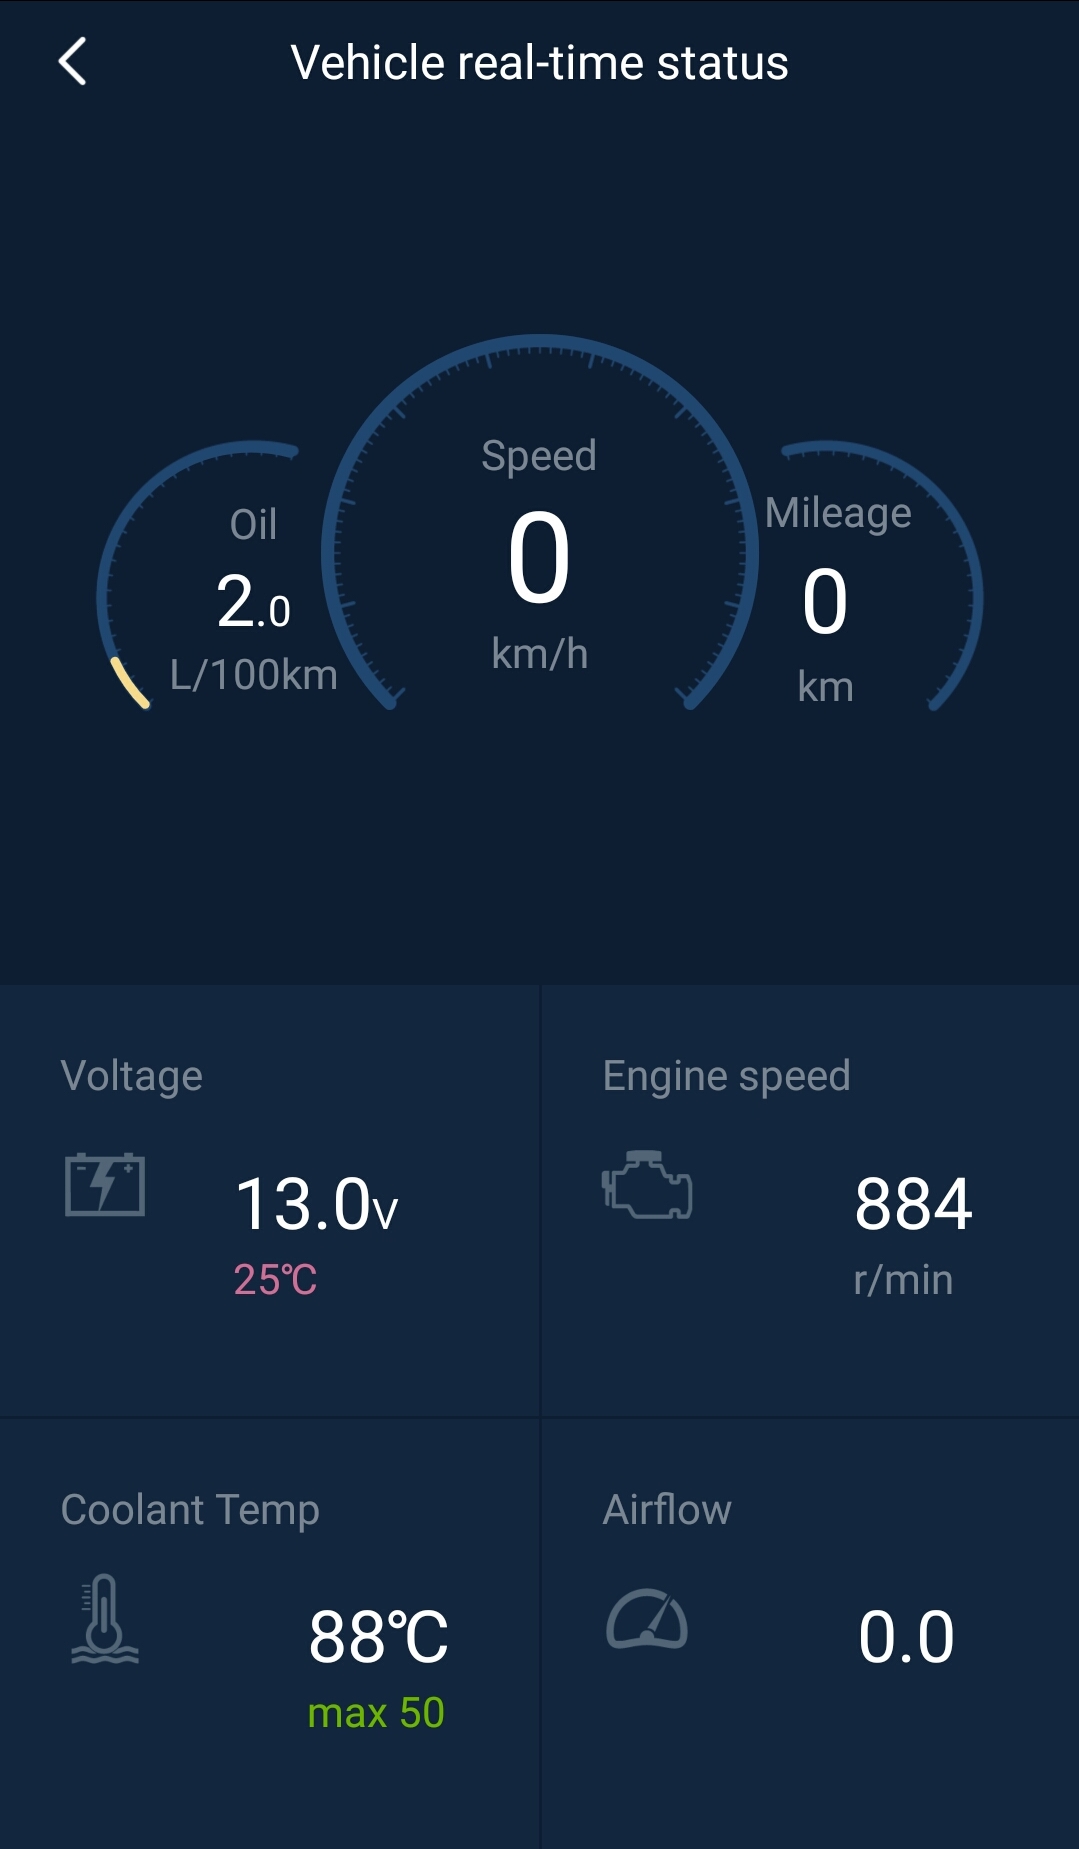 Vehicle real-time status
Speed
0
km/h
Oil
2.0
L/100km
Mileage
0
km
Voltage
13.0V
25℃
Engine speed
884
r/min
Coolant Temp
88℃
max 50
Airflow
0.0